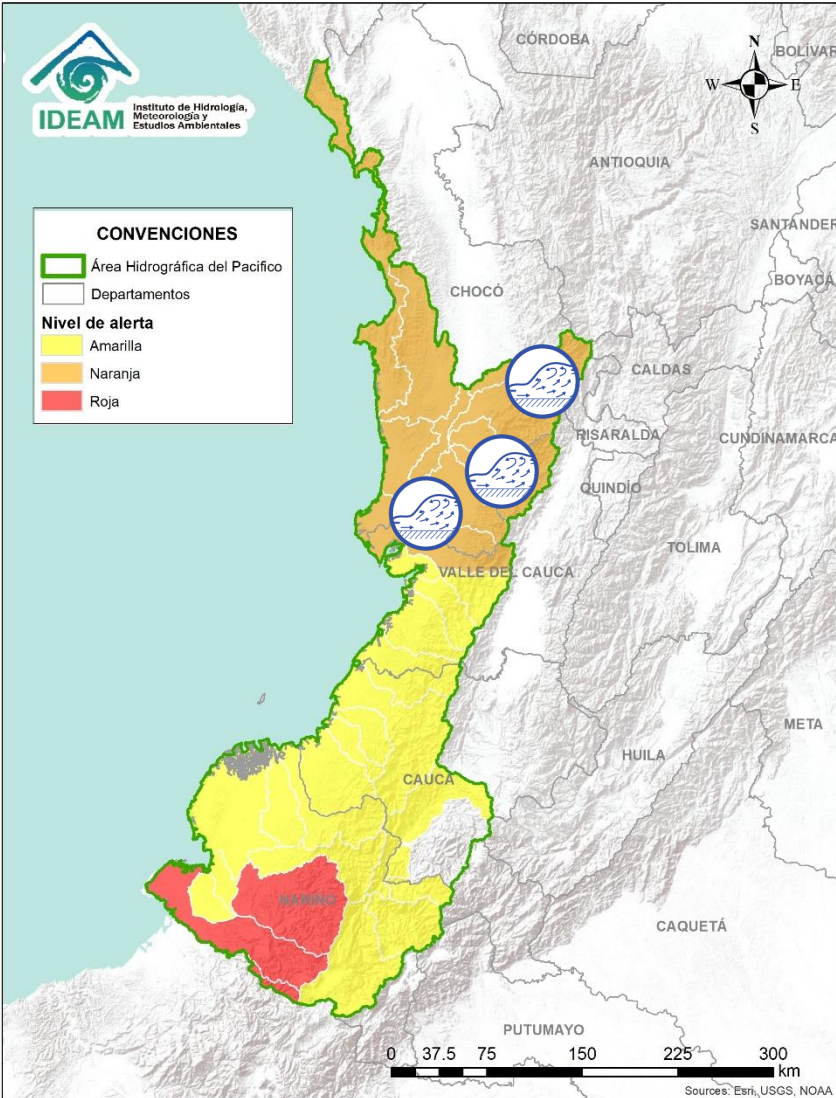 IDEAM
Instituto de Hidrología,
Meteorología y
Estudios Ambientales
CÓRDOBA
BOLÍVAR
N
W
E
S
ANTIOQUIA
SANTANDER
BOYACÁ
CONVENCIONES
Área Hidrográfica del Pacifico
Departamentos
Nivel de alerta
Amarilla
Naranja
Roja
CHOCÓ
CALDAS
RISARALDA
CUNDINAMARCA
QUINDÍO
TOLIMA
VALLE DEL CAUCA
META
HUILA
CAUCA
NARIÑO
CAQUETÁ
PUTUMAYO
0 37.5 75 150 225 300
km
Sources: Esri, USGS, NOAA